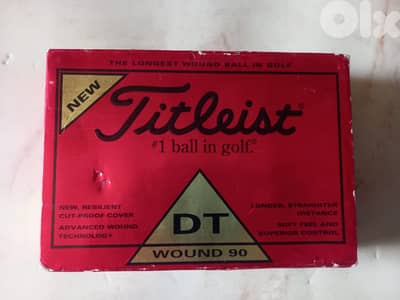 olx
THE LONGEST WOUND BALL IN GOLF
NEW
Titleist®
#1 ball in golf.®
NEW, RESILIENT
CUT-PROOF COVER
ADVANCED WOUND
TECHNOLOGY
LONGER, STRAIGHTER
DISTANCE
SOFT FEEL AND
SUPERIOR CONTROL
DT
WOUND 90